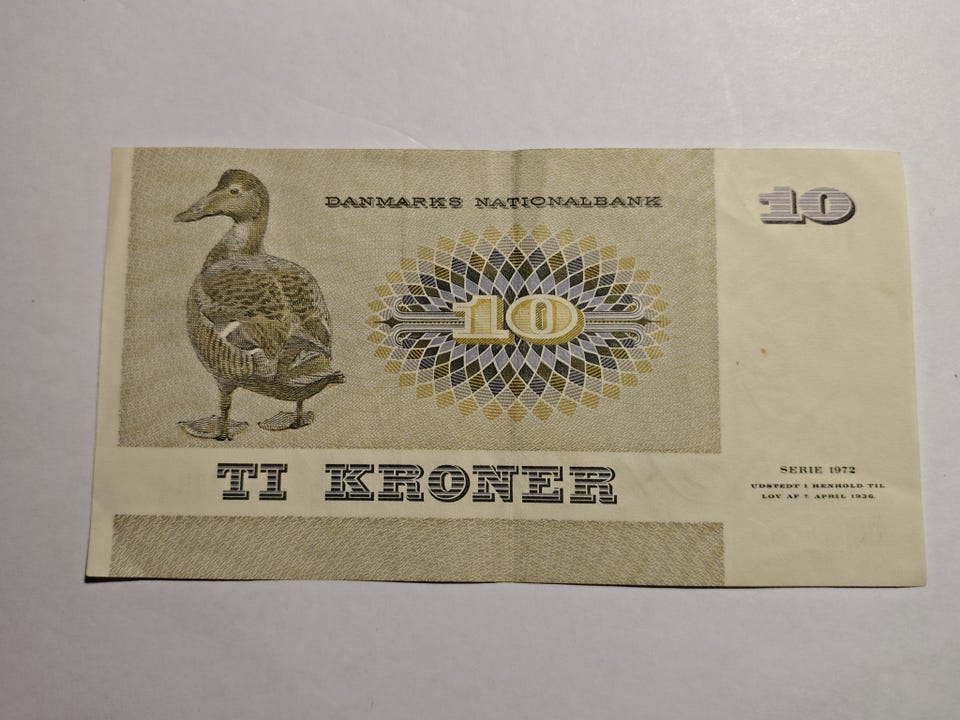 DANMARKS NATIONALBANK
10
10
TI KRONER
SERIE 1972
UDSTEDT I HENHOLD TIL
LOV AF 7. APRIL 1936.